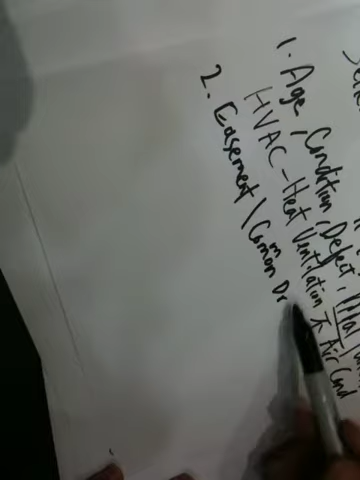 1. Age, Condition, Defect,
HVAC - Heat Ventilation Air Cond
2. Easement \ Common Dr